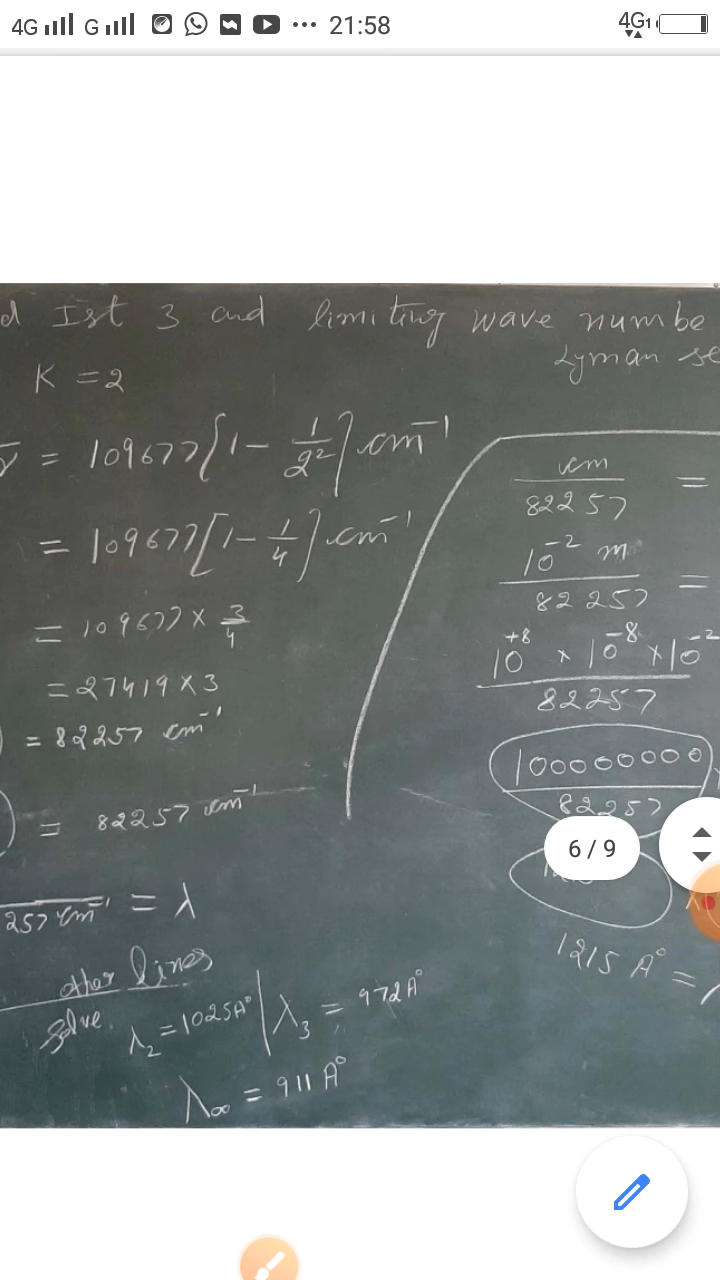 4G G ••• 21:58 4G1
d Ist 3 and limiting wave numbe
Lyman se
K = 2
ν̅ = 109677[1 - 1/2²] cm⁻¹
= 109677[1 - 1/4] cm⁻¹
= 109677 × 3/4
= 27419 × 3
) = 82257 cm⁻¹
) = 82257 cm⁻¹
257 cm⁻¹ = λ
other lines
solve. λ₂ = 1025A° | λ₃ = 972A°
λ∞ = 911 A°
cm/82257 =
10⁻² m/82257 =
10⁺⁸ × 10⁻⁸ × 10⁻²/82257
100000000/82257
6 / 9
1215 A° = λ